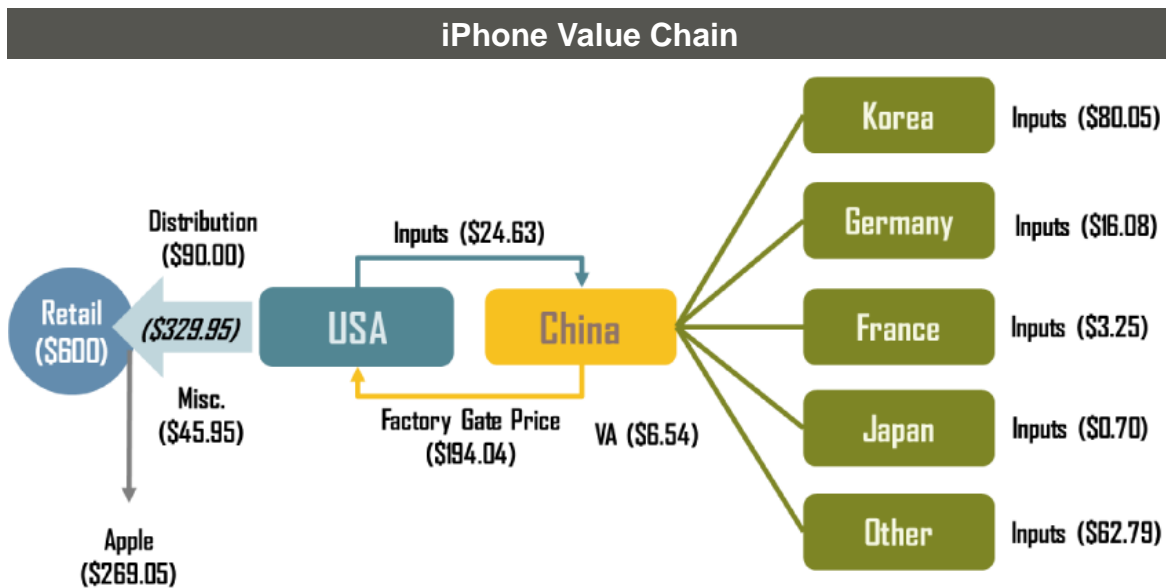 iPhone Value Chain
Distribution
($90.00)
Retail
($600)
($329.95)
Misc.
($45.95)
Apple
($269.05)
Inputs ($24.63)
USA
China
Factory Gate Price
($194.04)
VA ($6.54)
Korea
Inputs ($80.05)
Germany
Inputs ($16.08)
France
Inputs ($3.25)
Japan
Inputs ($0.70)
Other
Inputs ($62.79)